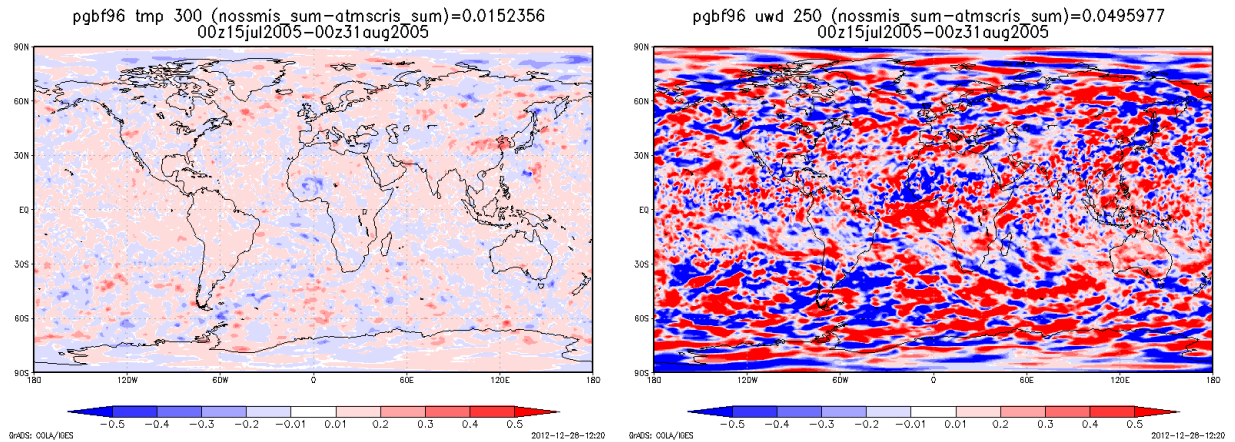 pgbf96 tmp 300 (nossmis_sum-atmscris_sum)=0.0152356
00z15jul2005-00z31aug2005
90N
60N
30N
EQ
30S
60S
90S
180 120W 60W 0 60E 120E 180
-0.5 -0.4 -0.3 -0.2 -0.01 0.01 0.1 0.2 0.3 0.4 0.5
GrADS: COLA/IGES 2012-12-28-12:20
pgbf96 uwd 250 (nossmis_sum-atmscris_sum)=0.0495977
00z15jul2005-00z31aug2005
90N
60N
30N
EQ
30S
60S
90S
180 120W 60W 0 60E 120E 180
-0.5 -0.4 -0.3 -0.2 -0.01 0.01 0.1 0.2 0.3 0.4 0.5
GrADS: COLA/IGES 2012-12-28-12:20